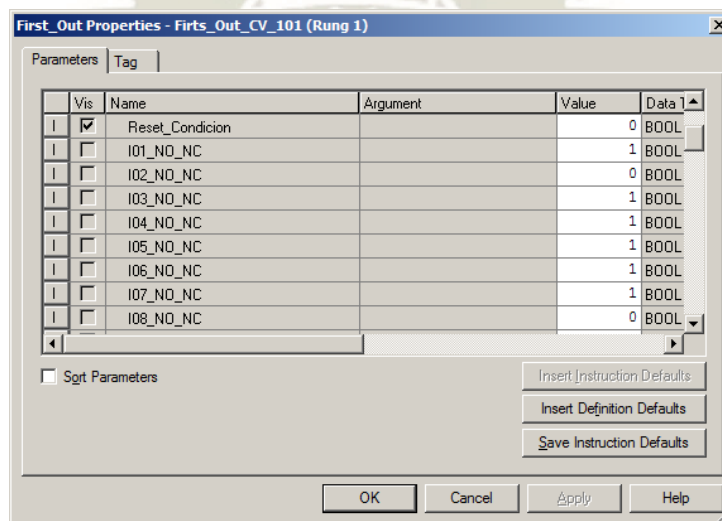 First_Out Properties - Firts_Out_CV_101 (Rung 1)
Parameters Tag
Vis Name Argument Value Data T
I Reset_Condicion 0 BOOL
I I01_NO_NC 1 BOOL
I I02_NO_NC 0 BOOL
I I03_NO_NC 1 BOOL
I I04_NO_NC 1 BOOL
I I05_NO_NC 1 BOOL
I I06_NO_NC 1 BOOL
I I07_NO_NC 1 BOOL
I I08_NO_NC 0 BOOL
Sort Parameters
Insert Instruction Defaults
Insert Definition Defaults
Save Instruction Defaults
OK Cancel Apply Help